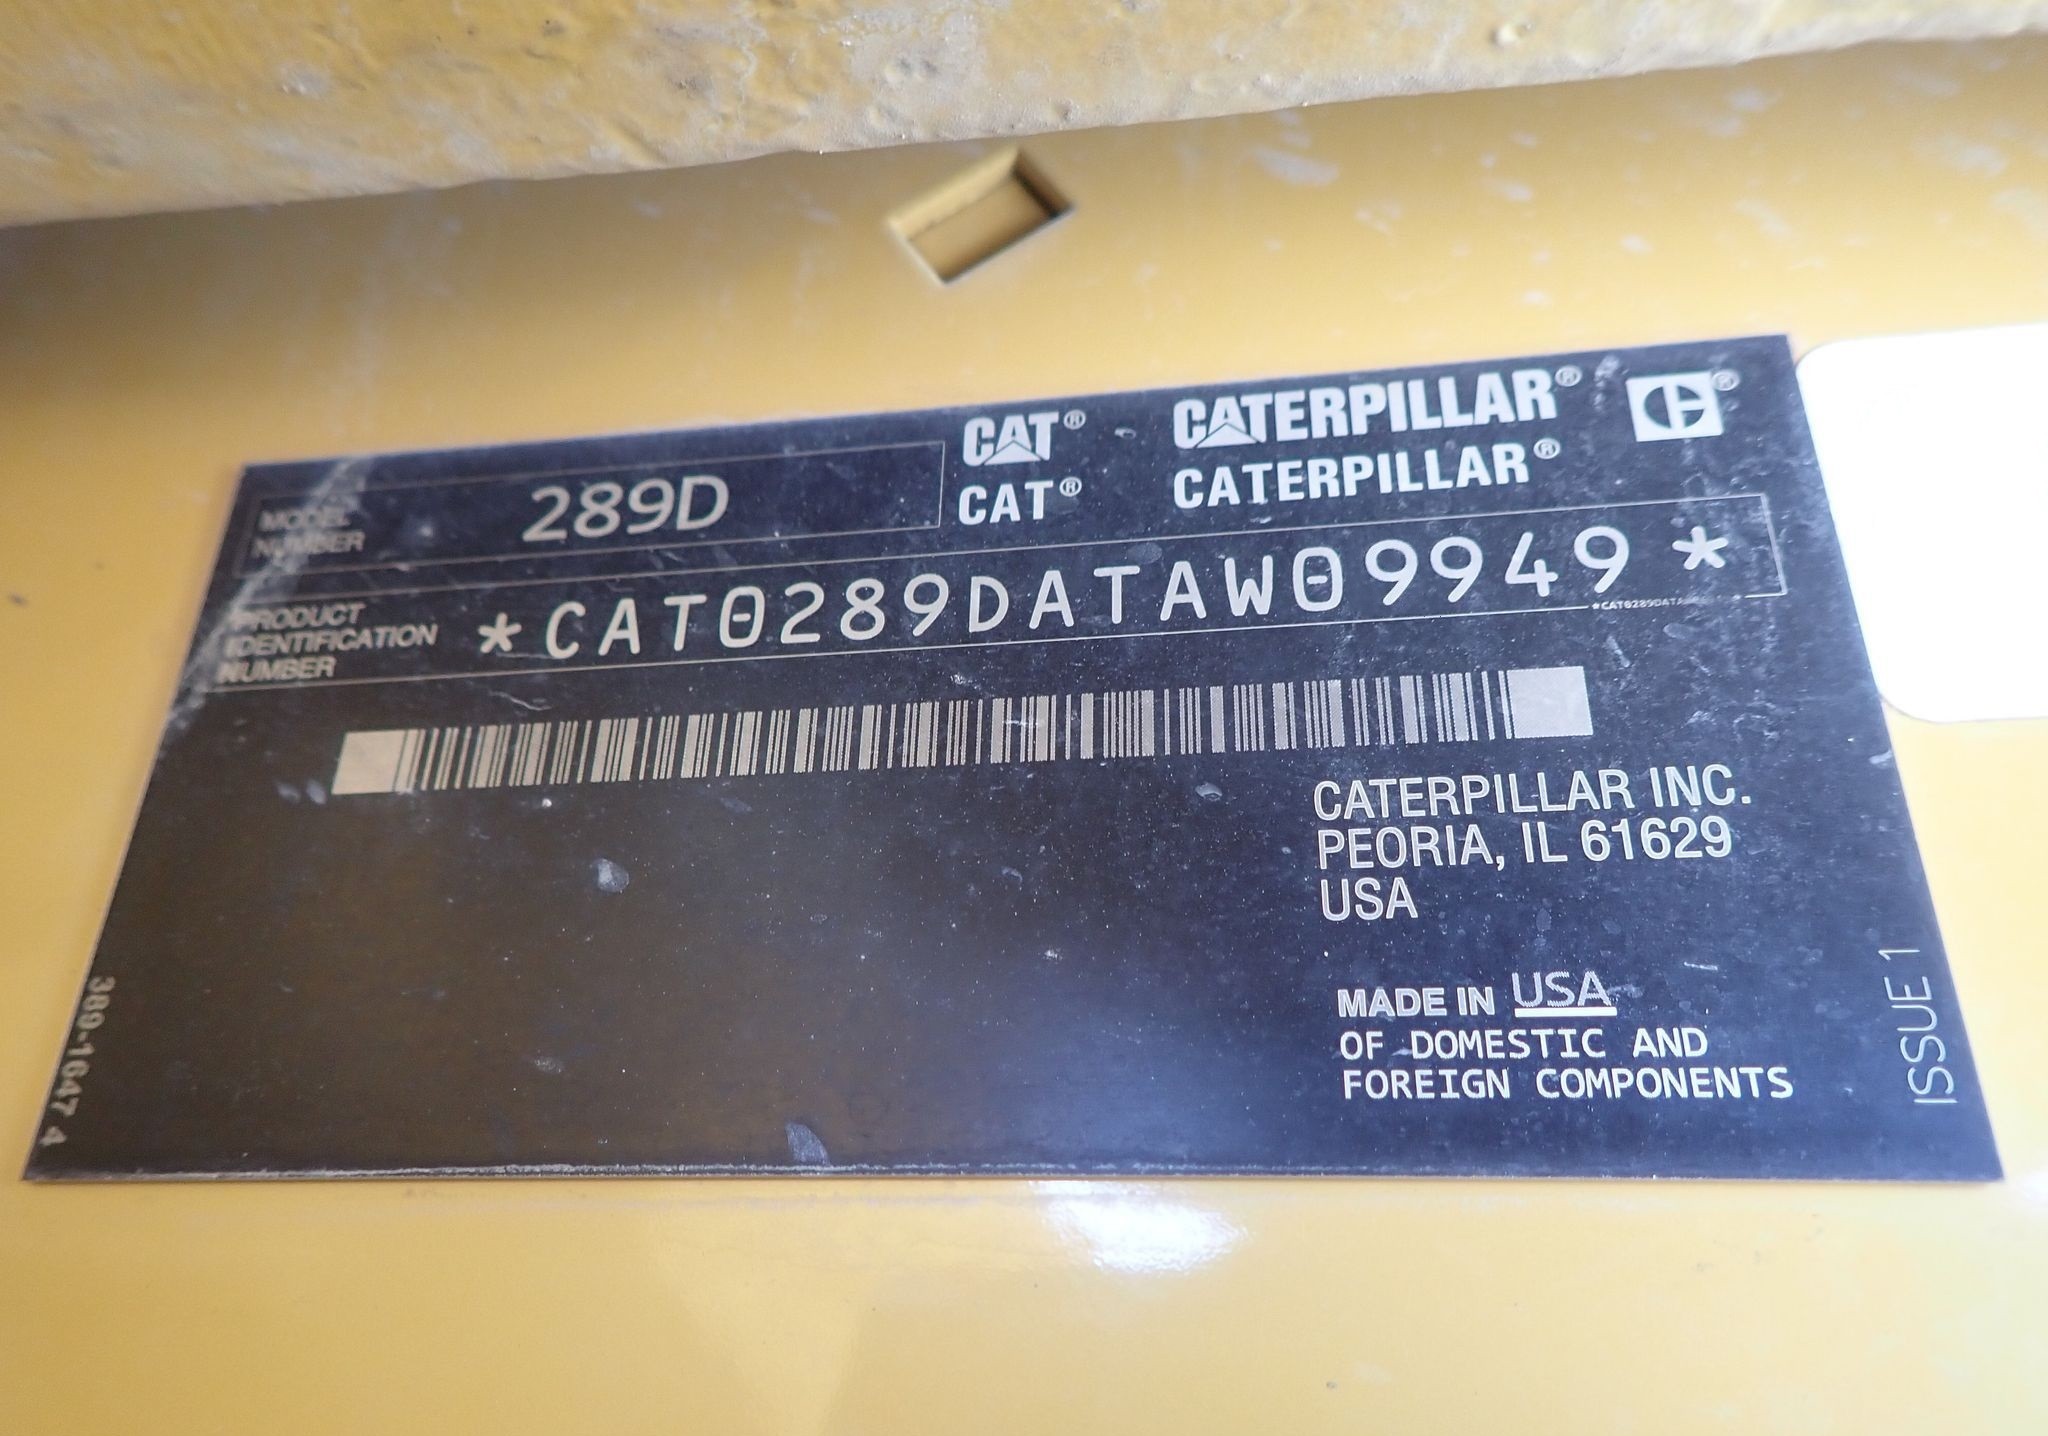 CAT® CATERPILLAR® ®
CAT® CATERPILLAR®
MODEL
NUMBER
289D
PRODUCT
IDENTIFICATION
NUMBER
*CAT0289DATAW09949*
CATERPILLAR INC.
PEORIA, IL 61629
USA
MADE IN USA
OF DOMESTIC AND
FOREIGN COMPONENTS
ISSUE 1
389-1647 4